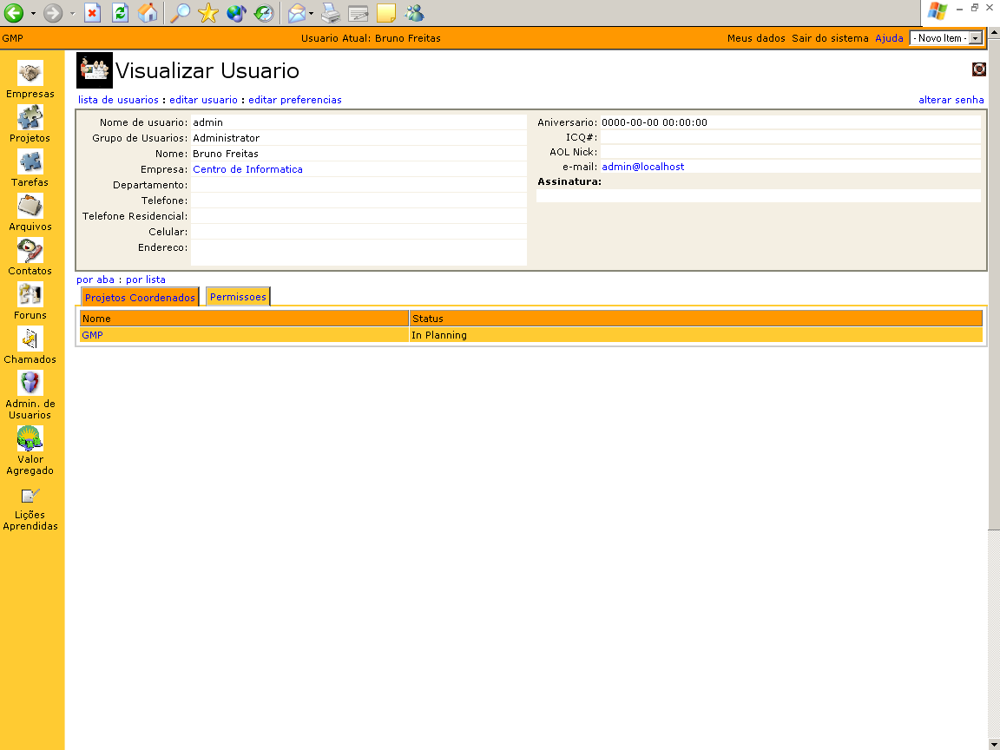 GMP Usuario Atual: Bruno Freitas Meus dados Sair do sistema Ajuda - Novo Item -
Visualizar Usuario
lista de usuarios : editar usuario : editar preferencias alterar senha
Empresas
Projetos
Tarefas
Arquivos
Contatos
Foruns
Chamados
Admin. de
Usuarios
Valor
Agregado
Lições
Aprendidas
Nome de usuario: admin
Grupo de Usuarios: Administrator
Nome: Bruno Freitas
Empresa: Centro de Informatica
Departamento:
Telefone:
Telefone Residencial:
Celular:
Endereco:
Aniversario: 0000-00-00 00:00:00
ICQ#:
AOL Nick:
e-mail: admin@localhost
Assinatura:
por aba : por lista
Projetos Coordenados Permissoes
Nome Status
GMP In Planning